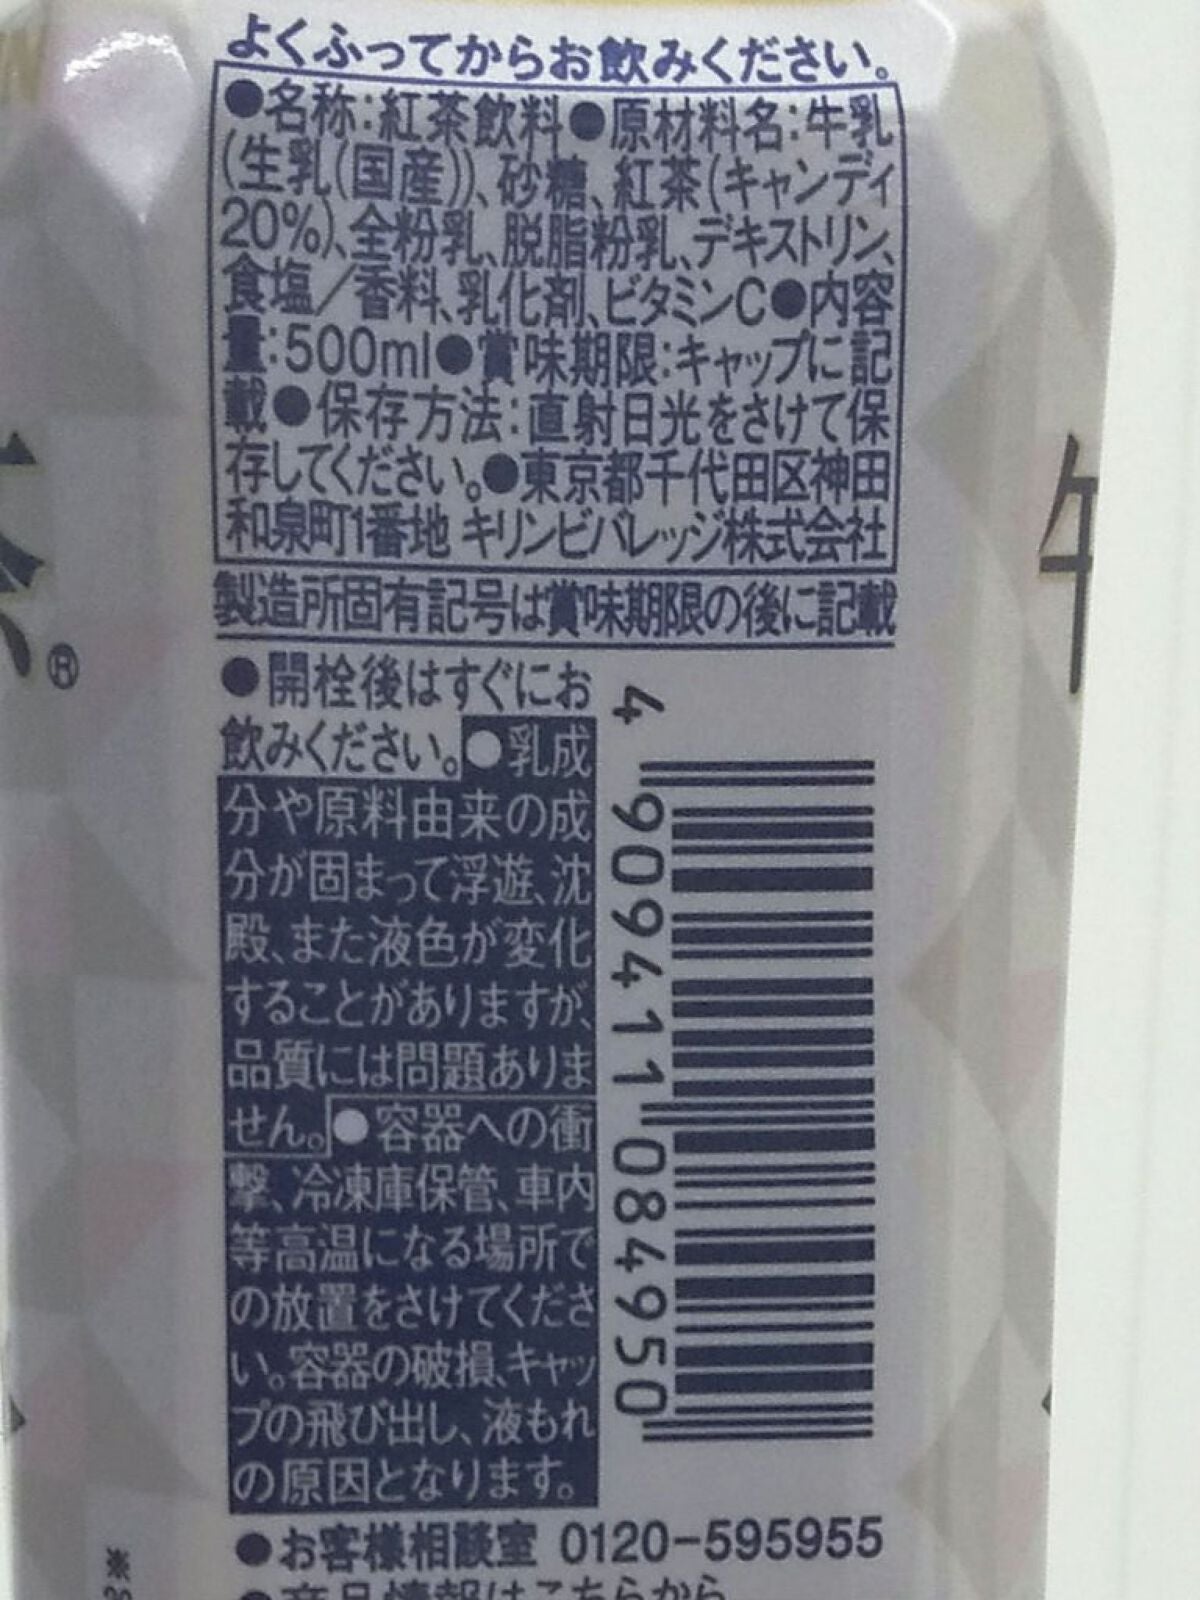 よくふってからお飲みください。
●名称:紅茶飲料●原材料名:牛乳
(生乳(国産))、砂糖、紅茶(キャンディ
20%)、全粉乳、脱脂粉乳、デキストリン、
食塩/香料、乳化剤、ビタミンC●内容
量:500ml●賞味期限:キャップに記
載●保存方法:直射日光をさけて保
存してください。●東京都千代田区神田
和泉町1番地 キリンビバレッジ株式会社
製造所固有記号は賞味期限の後に記載
●開栓後はすぐにお
飲みください。●乳成
分や原料由来の成
分が固まって浮遊、沈
殿、また液色が変化
することがありますが、
品質には問題ありま
せん。●容器への衝
撃、冷凍庫保管、車内
等高温になる場所で
の放置をさけてくださ
い。容器の破損、キャッ
プの飛び出し、液もれ
の原因となります。
4 909411 084950
●お客様相談室 0120-595955
●商品情報はこちらから
®
※